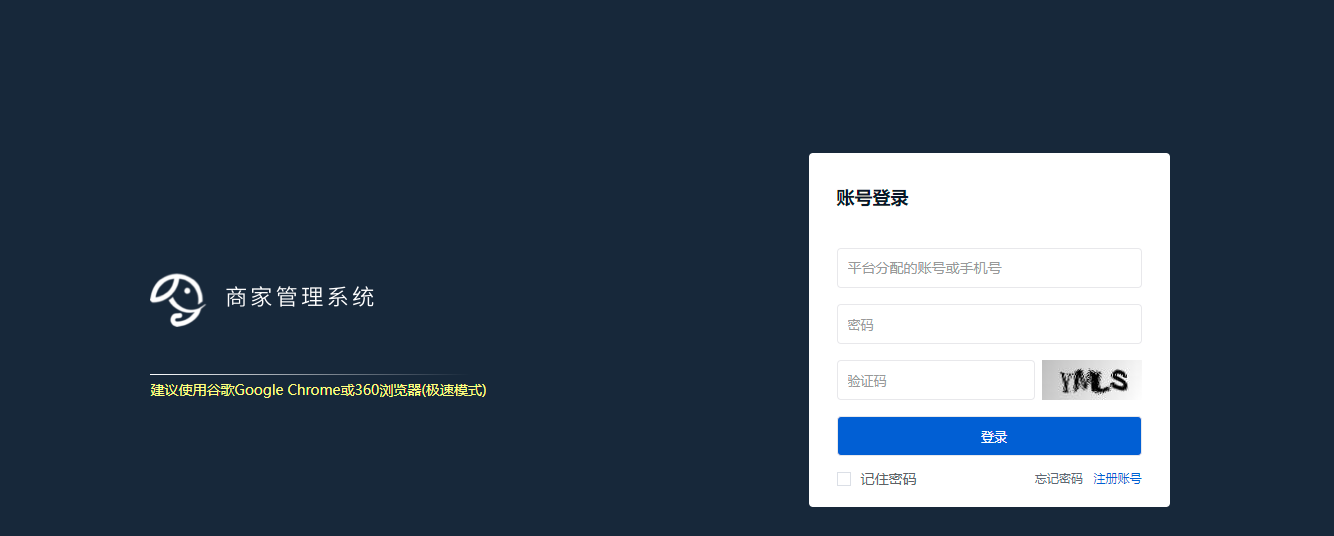 商家管理系统
建议使用谷歌Google Chrome或360浏览器(极速模式)
账号登录
平台分配的账号或手机号
密码
验证码
YMLS
登录
记住密码 忘记密码 注册账号